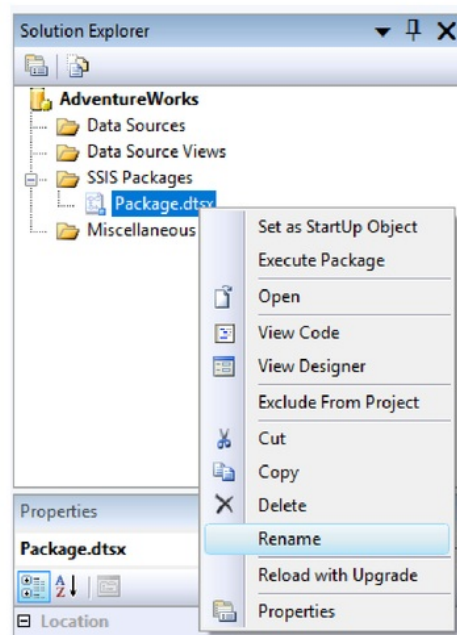 Solution Explorer
AdventureWorks
Data Sources
Data Source Views
SSIS Packages
Package.dtsx
Miscellaneous
Set as StartUp Object
Execute Package
Open
View Code
View Designer
Exclude From Project
Cut
Copy
Delete
Rename
Reload with Upgrade
Properties
Properties
Package.dtsx
Location